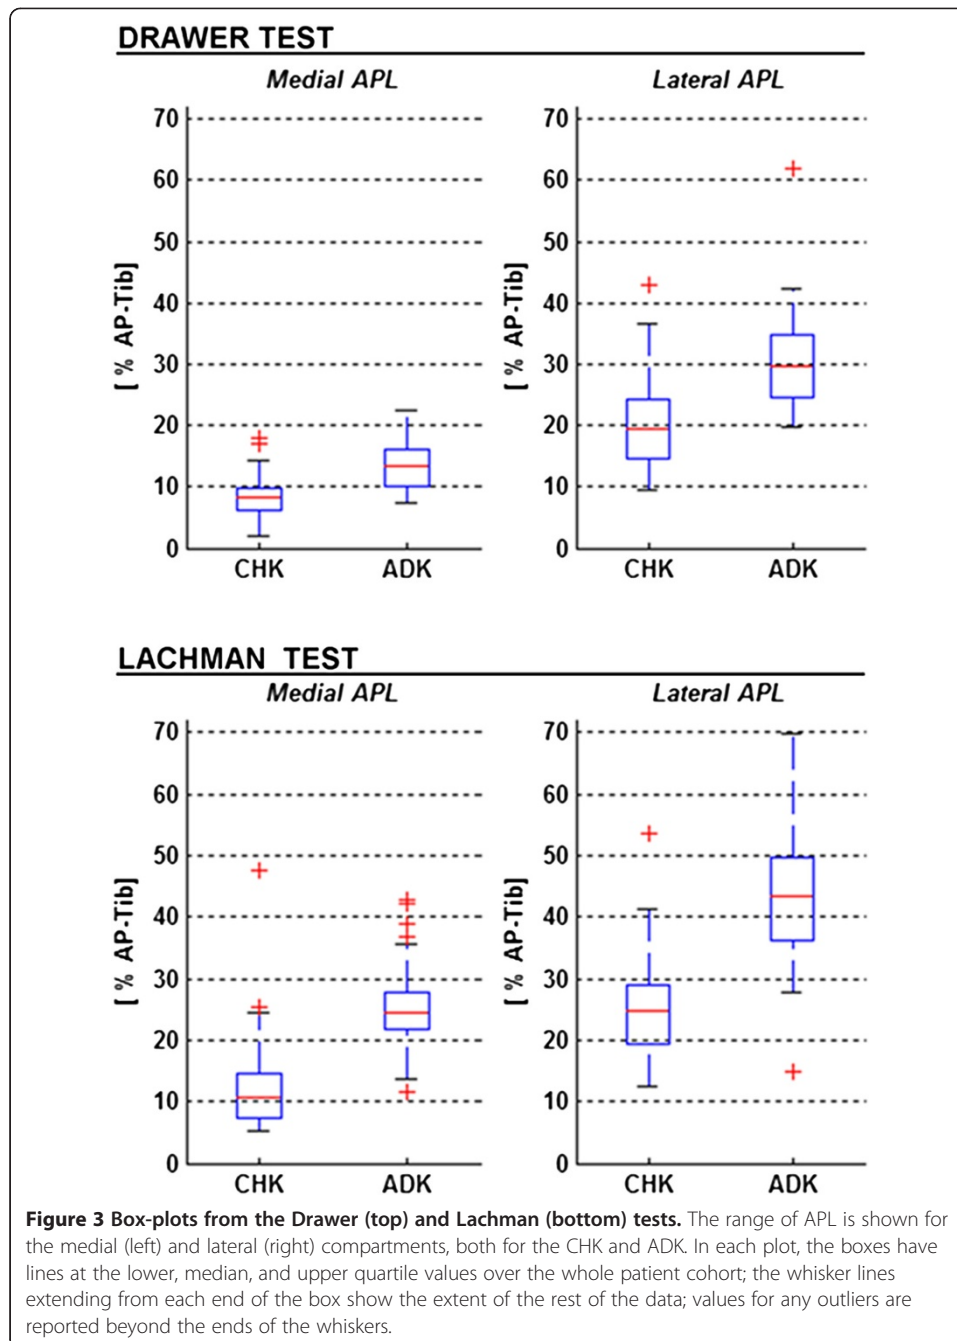 DRAWER TEST
Medial APL
Lateral APL
70
60
50
40
30
20
10
0
[ % AP-Tib]
CHK
ADK
70
60
50
40
30
20
10
0
[ % AP-Tib]
CHK
ADK
LACHMAN TEST
Medial APL
Lateral APL
70
60
50
40
30
20
10
0
[ % AP-Tib]
CHK
ADK
70
60
50
40
30
20
10
0
[ % AP-Tib]
CHK
ADK
Figure 3 Box-plots from the Drawer (top) and Lachman (bottom) tests. The range of APL is shown for
the medial (left) and lateral (right) compartments, both for the CHK and ADK. In each plot, the boxes have
lines at the lower, median, and upper quartile values over the whole patient cohort; the whisker lines
extending from each end of the box show the extent of the rest of the data; values for any outliers are
reported beyond the ends of the whiskers.